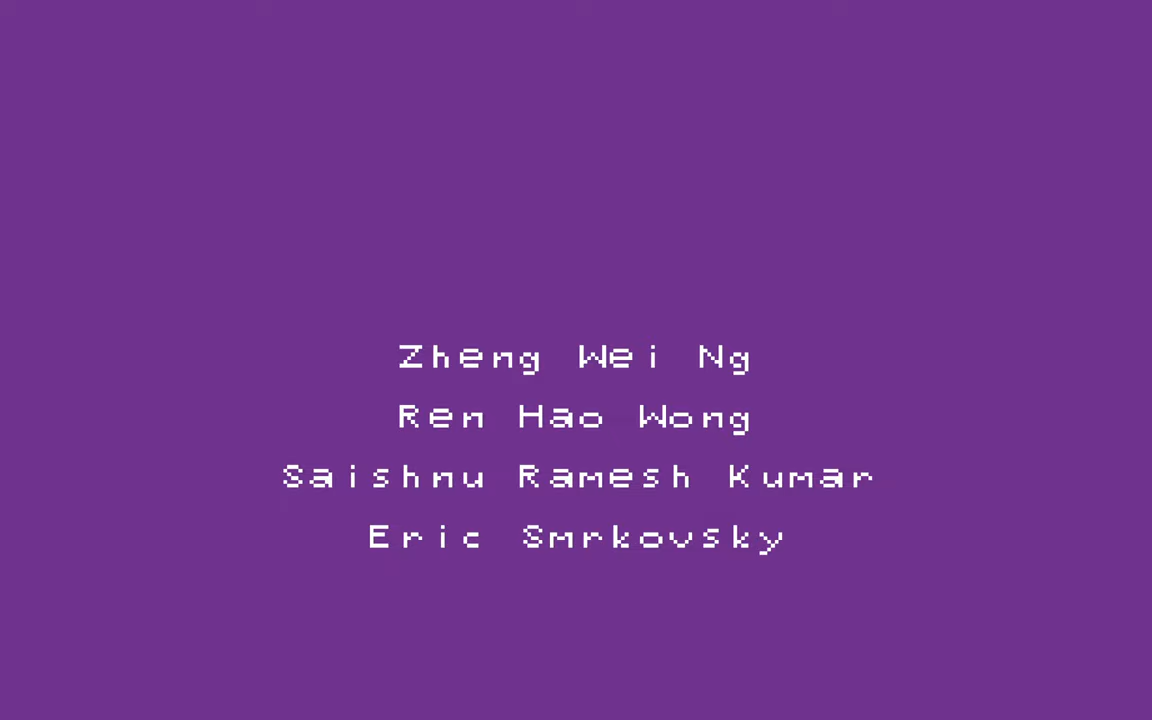 Zheng Wei Ng
Ren Hao Wong
Saishnu Ramesh Kumar
Eric Smrkovsky